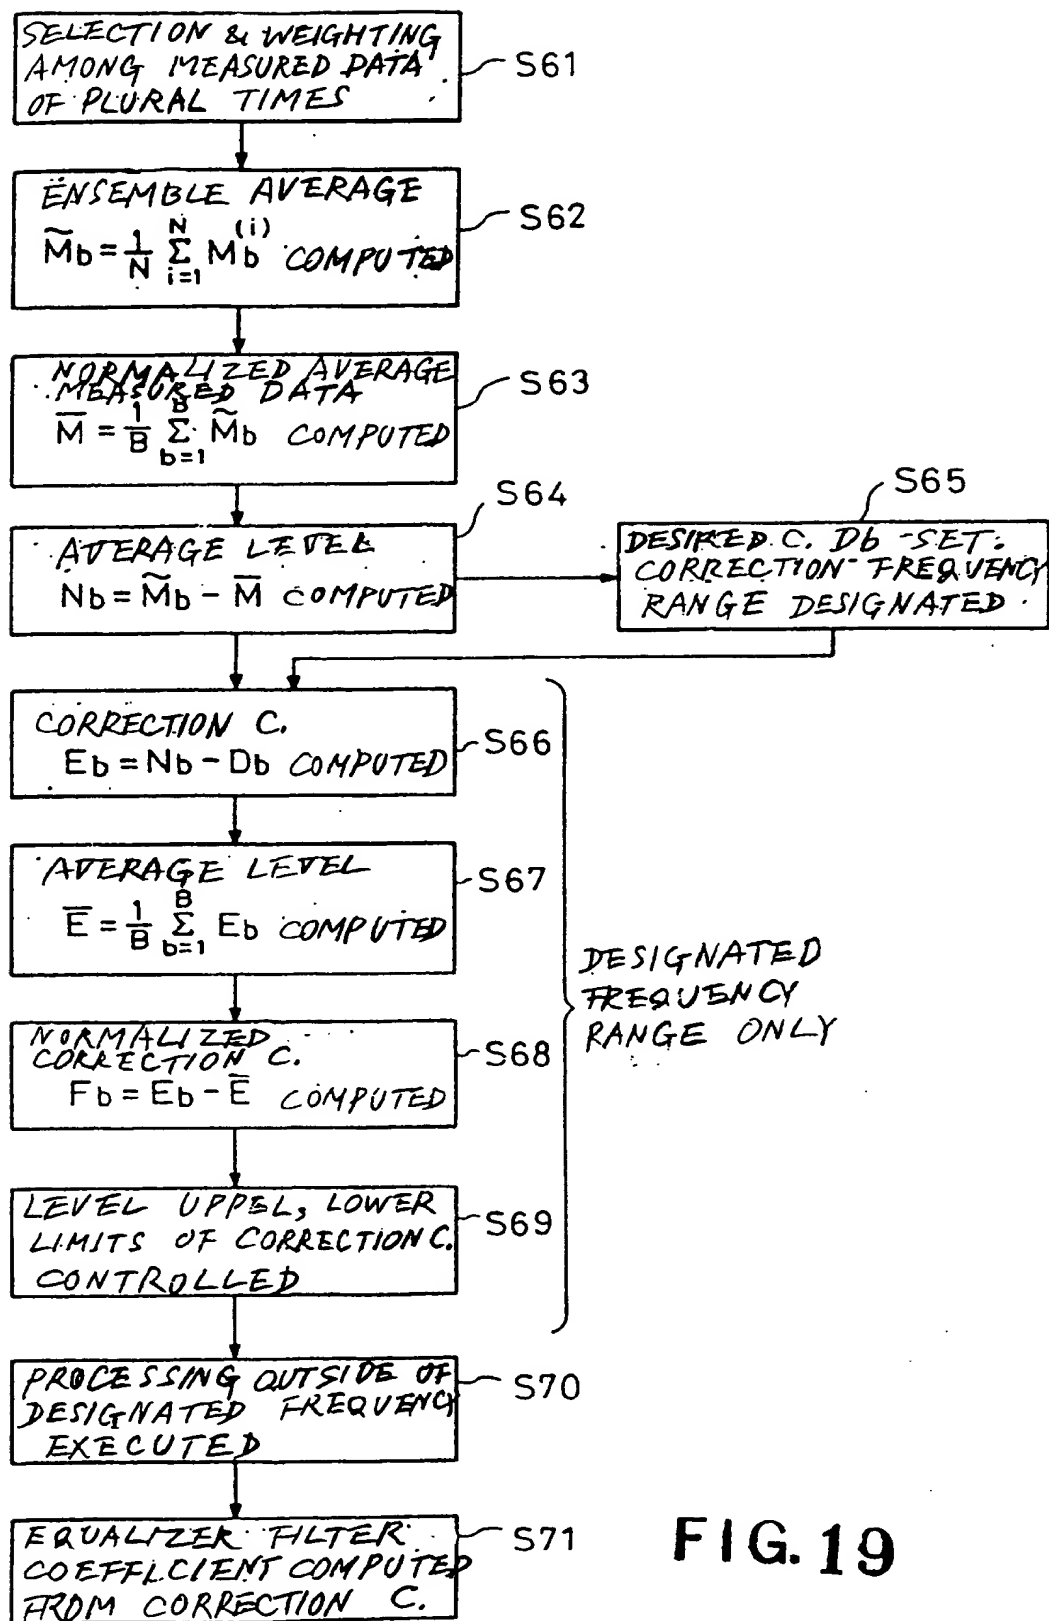 SELECTION & WEIGHTING
AMONG MEASURED DATA
OF PLURAL TIMES
S61
ENSEMBLE AVERAGE
M̃b = 1/N Σ_{i=1}^{N} Mb^(i) COMPUTED
S62
NORMALIZED AVERAGE
MEASURED DATA
M̅ = 1/B Σ_{b=1}^{B} M̃b COMPUTED
S63
AVERAGE LEVEL
Nb = M̃b - M̅ COMPUTED
S64
DESIRED C. Db -SET.
CORRECTION FREQUENCY
RANGE DESIGNATED
S65
CORRECTION C.
Eb = Nb - Db COMPUTED
S66
AVERAGE LEVEL
E̅ = 1/B Σ_{b=1}^{B} Eb COMPUTED
S67
NORMALIZED
CORRECTION C.
Fb = Eb - E̅ COMPUTED
S68
LEVEL UPPEL, LOWER
LIMITS OF CORRECTION C.
CONTROLLED
S69
DESIGNATED
FREQUENCY
RANGE ONLY
PROCESSING OUTSIDE OF
DESIGNATED FREQUENCY
EXECUTED
S70
EQUALIZER FILTER
COEFFLCIENT COMPUTED
FROM CORRECTION C.
S71
FIG. 19